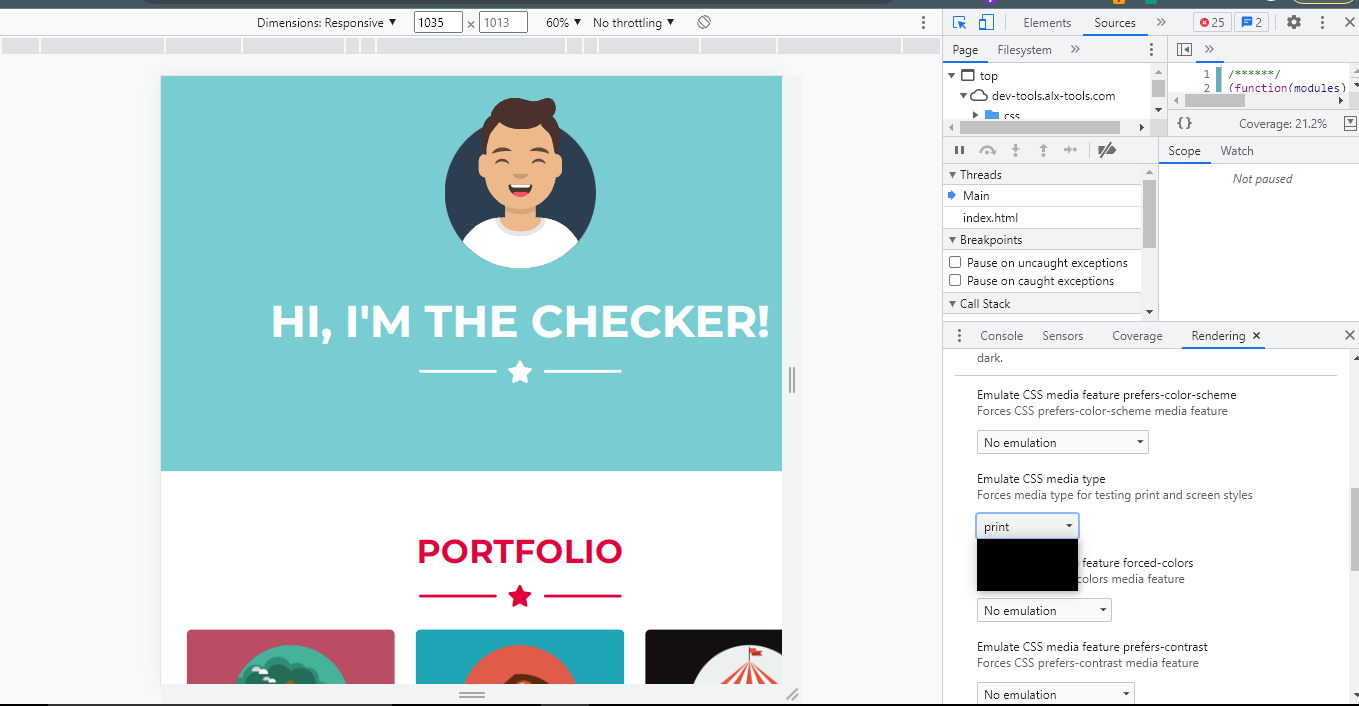 Dimensions: Responsive ▼ 1035 × 1013 60% ▼ No throttling ▼
Elements Sources » 25 2
Page Filesystem »
»
top
dev-tools.alx-tools.com
css
1 /******/
2 (function(modules)
{} Coverage: 21.2%
Scope Watch
Not paused
Threads
Main
index.html
Breakpoints
Pause on uncaught exceptions
Pause on caught exceptions
Call Stack
HI, I'M THE CHECKER!
PORTFOLIO
Console Sensors Coverage Rendering ×
dark.
Emulate CSS media feature prefers-color-scheme
Forces CSS prefers-color-scheme media feature
No emulation
Emulate CSS media type
Forces media type for testing print and screen styles
print
feature forced-colors
colors media feature
No emulation
Emulate CSS media feature prefers-contrast
Forces CSS prefers-contrast media feature
No emulation